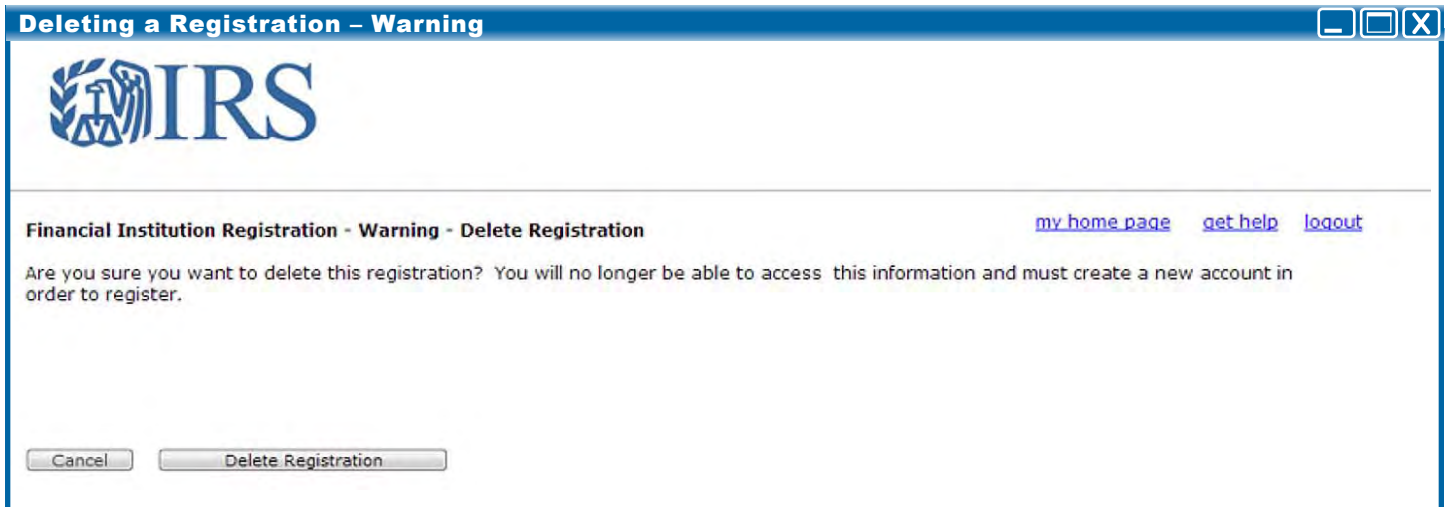 Deleting a Registration – Warning
IRS
my home page get help logout
Financial Institution Registration - Warning - Delete Registration
Are you sure you want to delete this registration? You will no longer be able to access this information and must create a new account in
order to register.
Cancel Delete Registration